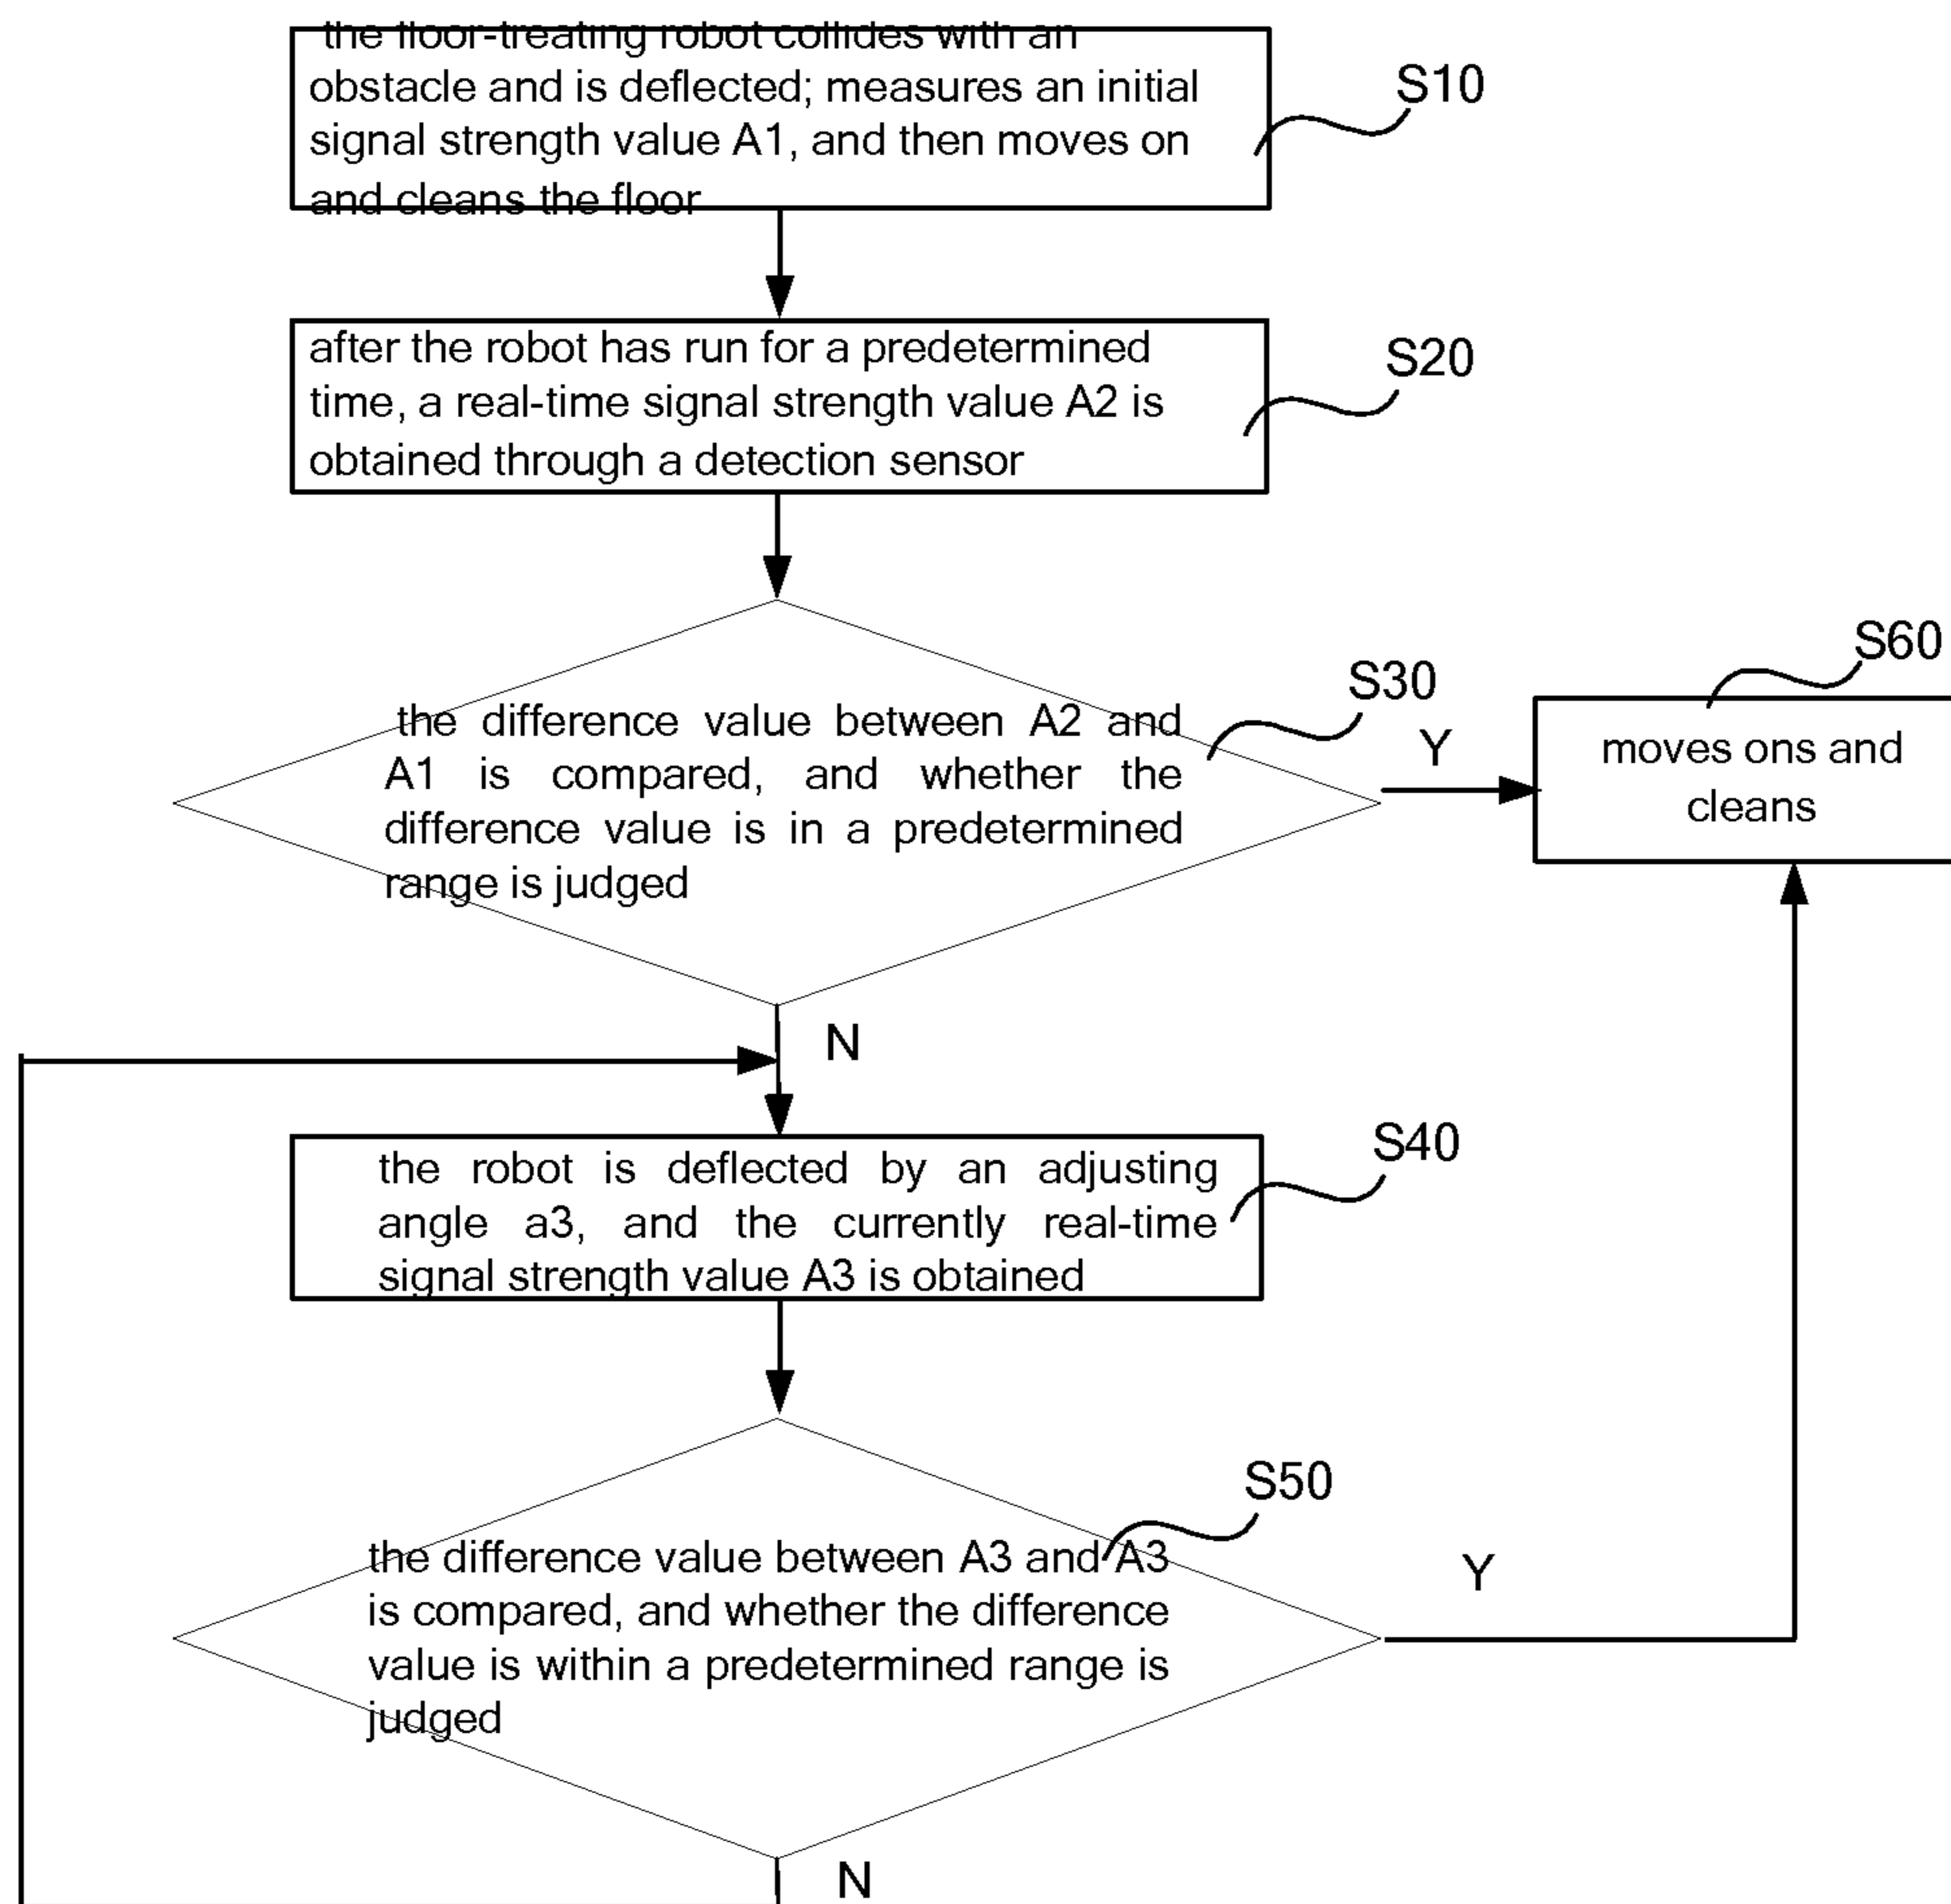 the floor-treating robot collides with an
obstacle and is deflected; measures an initial
signal strength value A1, and then moves on
and cleans the floor
S10
after the robot has run for a predetermined
time, a real-time signal strength value A2 is
obtained through a detection sensor
S20
the difference value between A2 and
A1 is compared, and whether the
difference value is in a predetermined
range is judged
S30
Y
S60
moves ons and
cleans
N
the robot is deflected by an adjusting
angle a3, and the currently real-time
signal strength value A3 is obtained
S40
the difference value between A3 and A3
is compared, and whether the difference
value is within a predetermined range is
judged
S50
Y
N